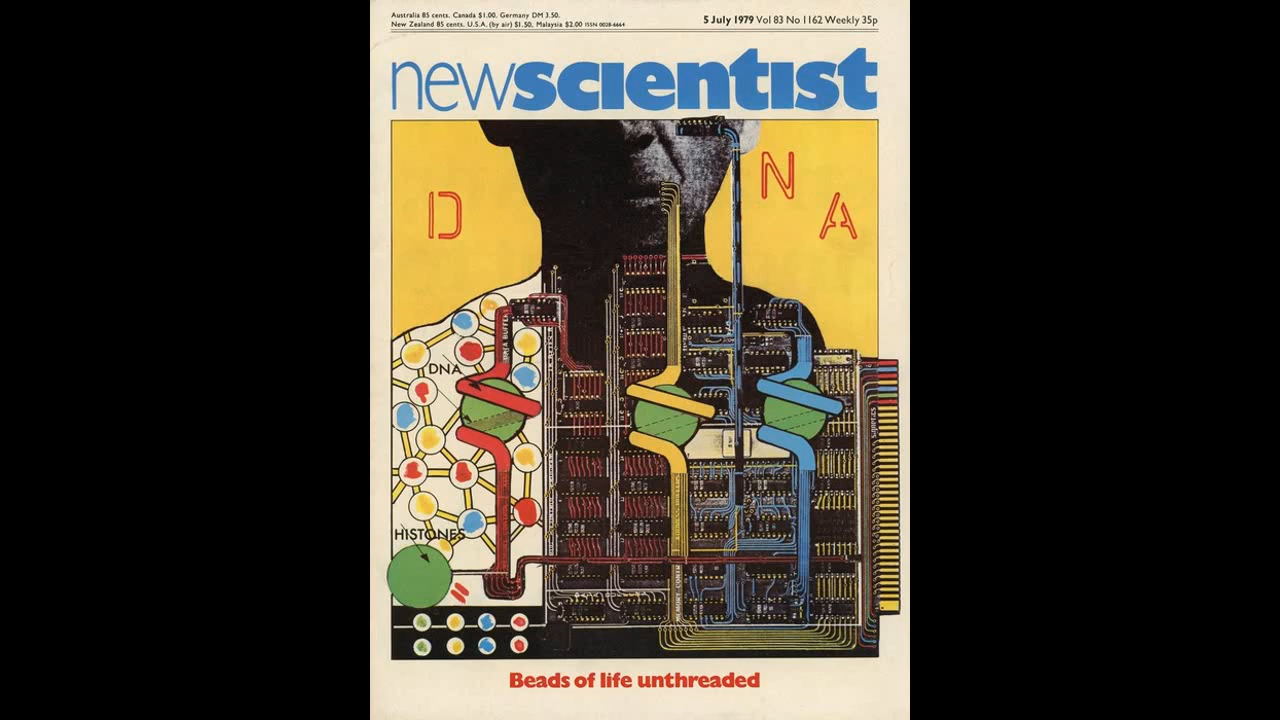 Australia 85 cents. Canada $1.00. Germany DM 3.50.
New Zealand 85 cents. U.S.A. (by air) $1.50, Malaysia $2.00 ISSN 0028-6664
5 July 1979 Vol 83 No 1162 Weekly 35p
newscientist
D N A
DNA
HISTONES
Beads of life unthreaded